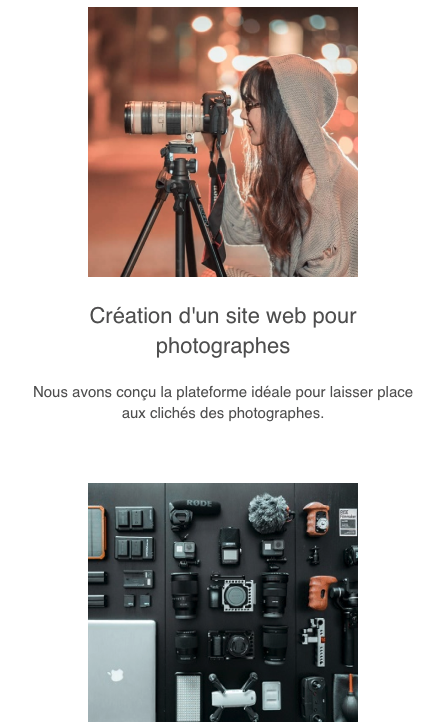 Création d'un site web pour
photographes
Nous avons conçu la plateforme idéale pour laisser place
aux clichés des photographes.
RØDE